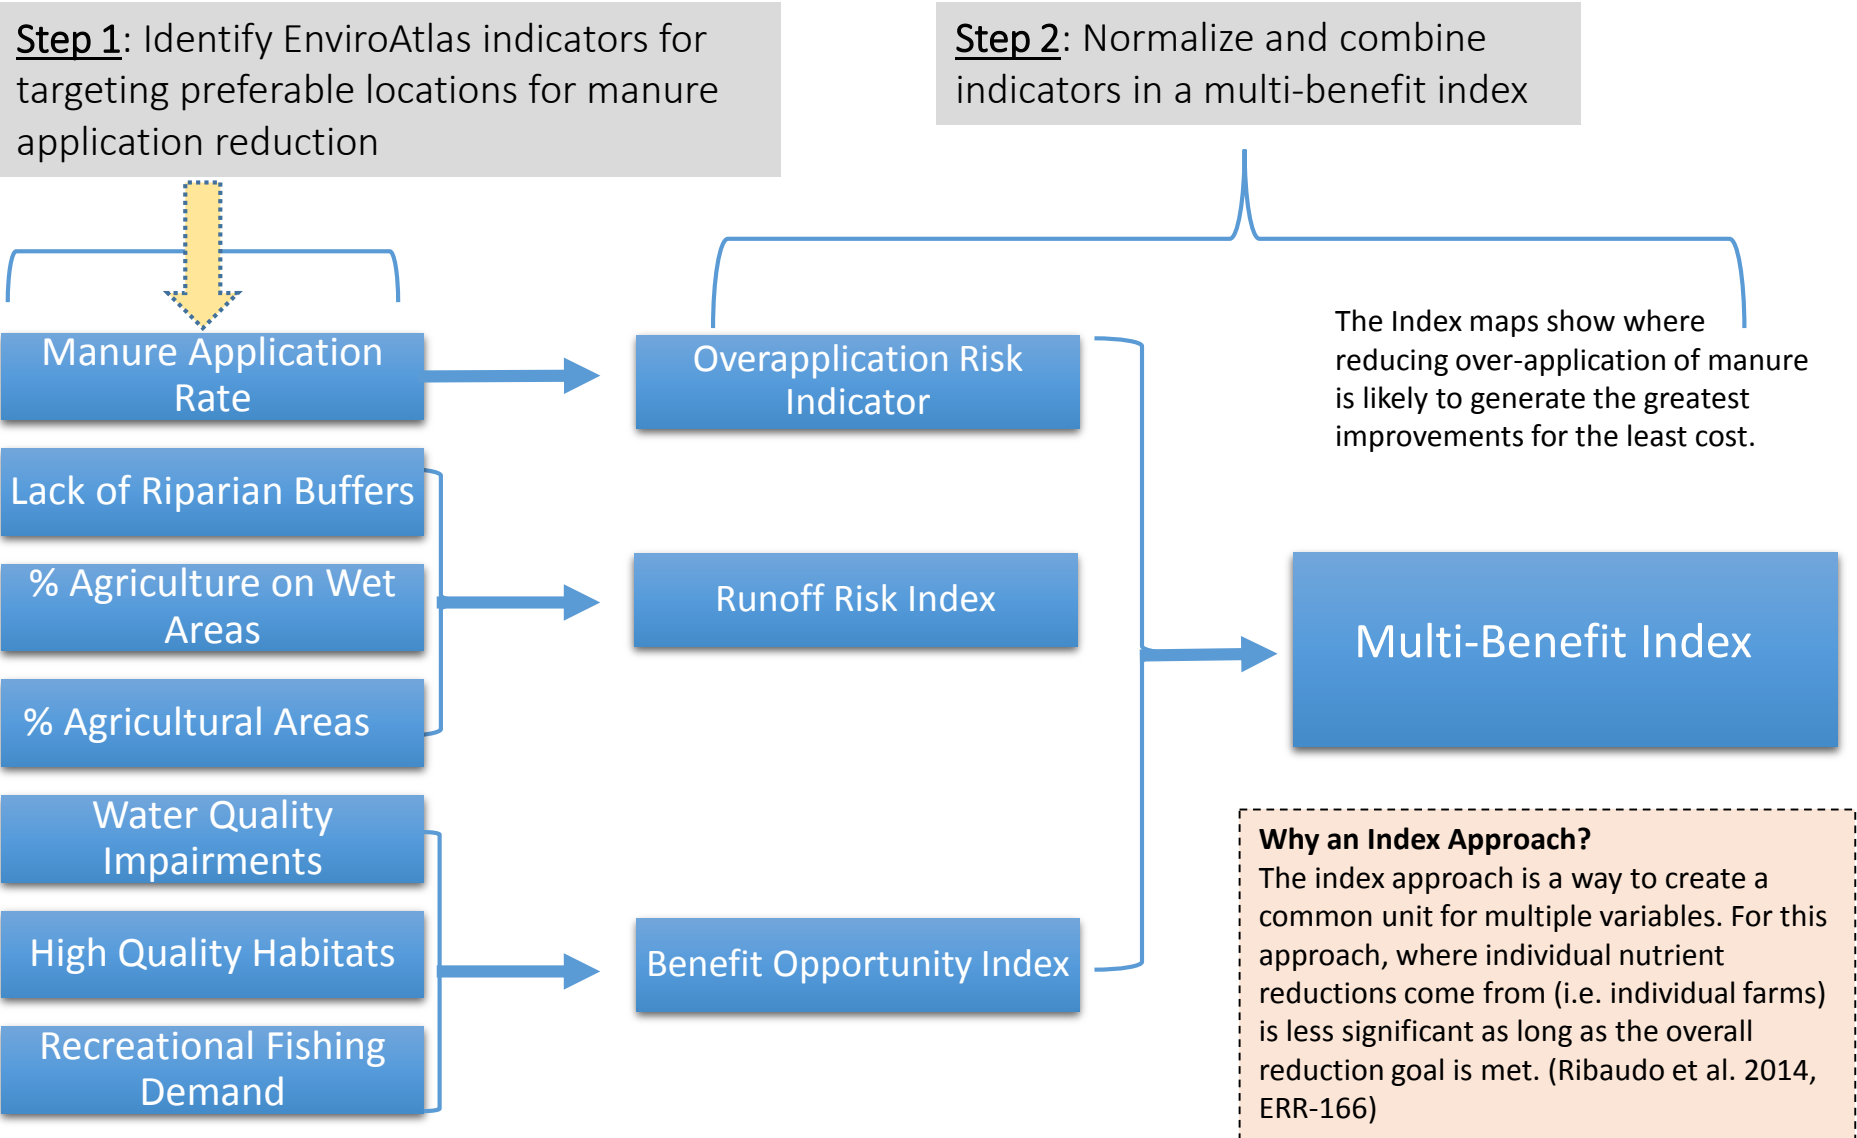 Step 1: Identify EnviroAtlas indicators for
targeting preferable locations for manure
application reduction
Step 2: Normalize and combine
indicators in a multi-benefit index
Manure Application
Rate
Lack of Riparian Buffers
% Agriculture on Wet
Areas
% Agricultural Areas
Water Quality
Impairments
High Quality Habitats
Recreational Fishing
Demand
Overapplication Risk
Indicator
Runoff Risk Index
Benefit Opportunity Index
The Index maps show where
reducing over-application of manure
is likely to generate the greatest
improvements for the least cost.
Multi-Benefit Index
Why an Index Approach?
The index approach is a way to create a
common unit for multiple variables. For this
approach, where individual nutrient
reductions come from (i.e. individual farms)
is less significant as long as the overall
reduction goal is met. (Ribaudo et al. 2014,
ERR-166)